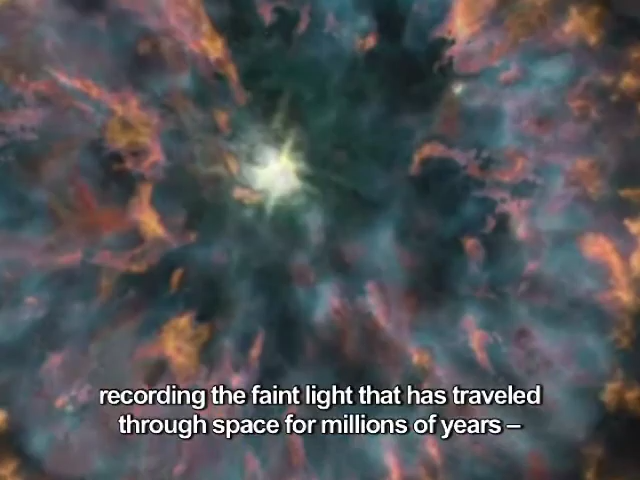 recording the faint light that has traveled
through space for millions of years –